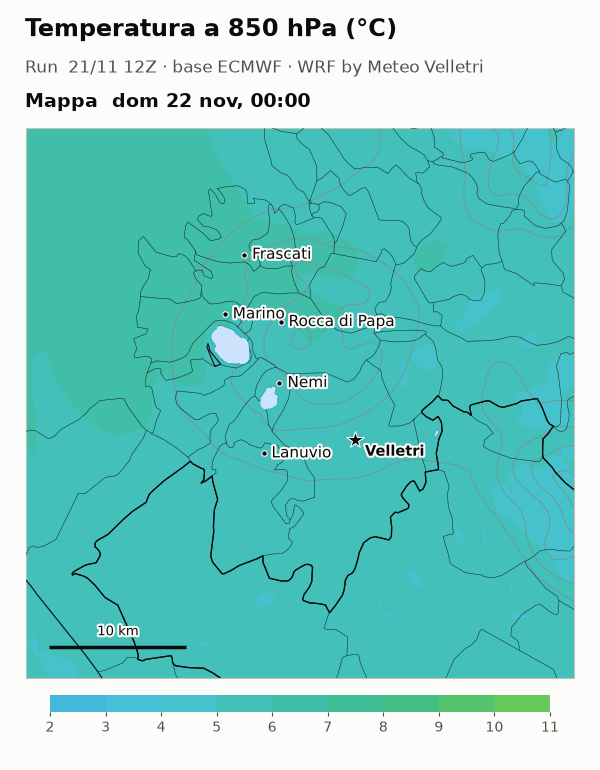 Temperatura a 850 hPa (°C)
Run  21/11 12Z · base ECMWF · WRF by Meteo Velletri
Mappa  dom 22 nov, 00:00
Frascati
Marino
Rocca di Papa
Nemi
Velletri
Lanuvio
10 km
2 3 4 5 6 7 8 9 10 11